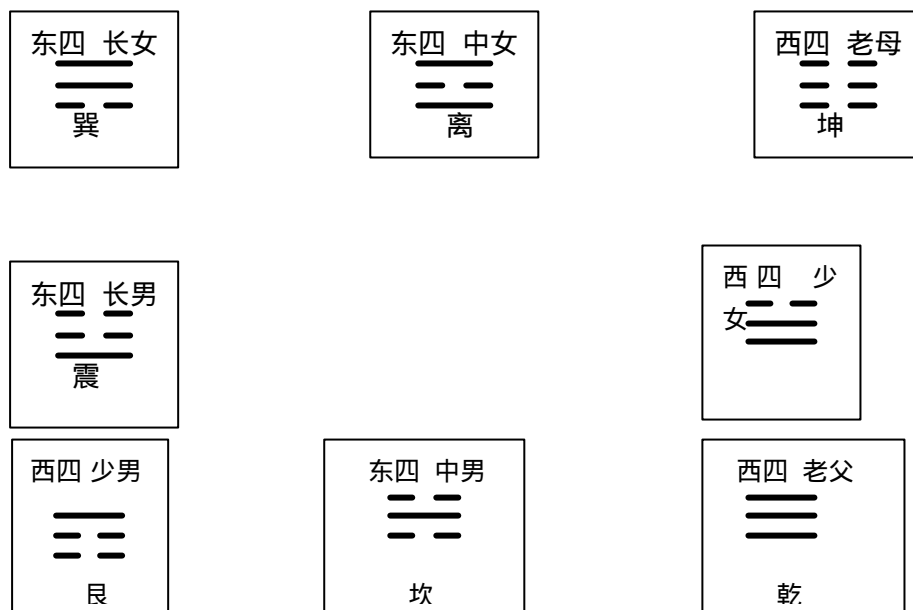 东四 长女
巽
东四 中女
离
西四 老母
坤
东四 长男
震
西 四 少
女
西四 少男
艮
东四 中男
坎
西四 老父
乾